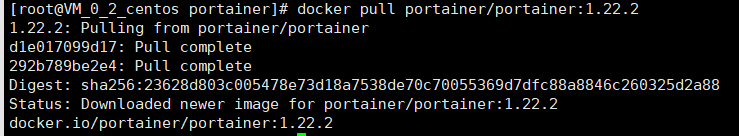 [root@VM_0_2_centos portainer]# docker pull portainer/portainer:1.22.2
1.22.2: Pulling from portainer/portainer
d1e017099d17: Pull complete
292b789be2e4: Pull complete
Digest: sha256:23628d803c005478e73d18a7538de70c70055369d7dfc88a8846c260325d2a88
Status: Downloaded newer image for portainer/portainer:1.22.2
docker.io/portainer/portainer:1.22.2